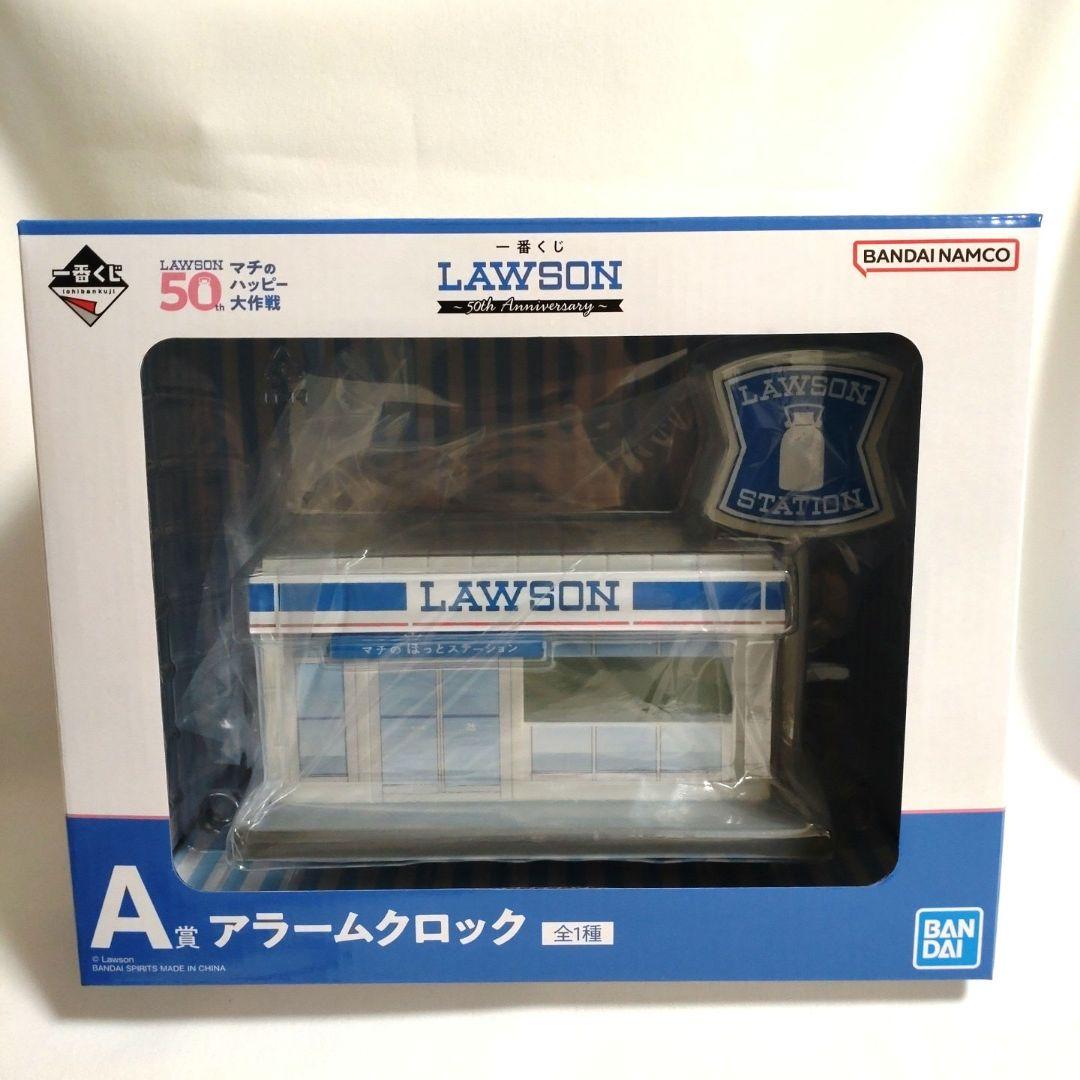 一番くじ
ichibankuji
LAWSON
50th
マチの
ハッピー
大作戦
一番くじ
LAWSON
~50th Anniversary~
BANDAI NAMCO
LAWSON
STATION
LAWSON
マチの ほっとステーション
A賞 アラームクロック 全1種
© Lawson
BANDAI SPIRITS MADE IN CHINA
BAN
DAI